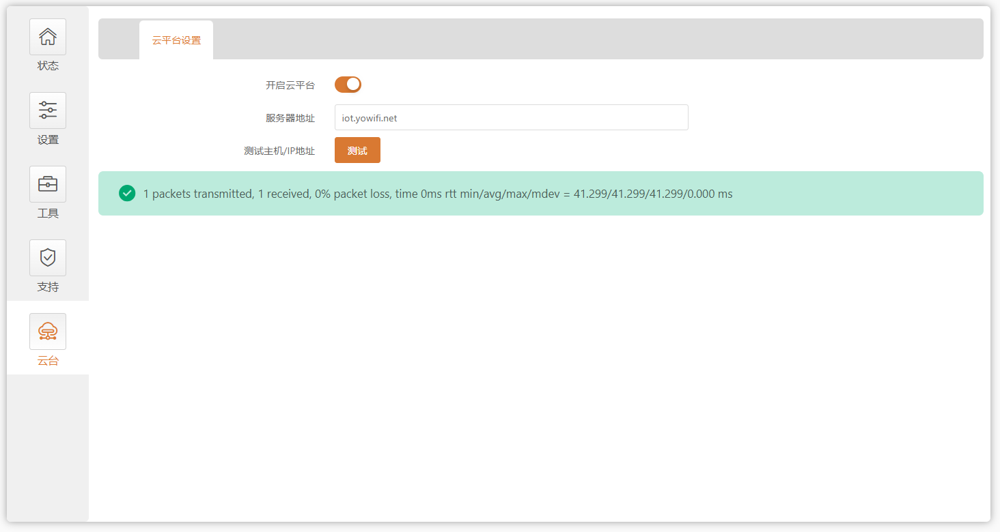 状态
设置
工具
支持
云台
云平台设置
开启云平台
服务器地址 iot.yowifi.net
测试主机/IP地址 测试
1 packets transmitted, 1 received, 0% packet loss, time 0ms rtt min/avg/max/mdev = 41.299/41.299/41.299/0.000 ms